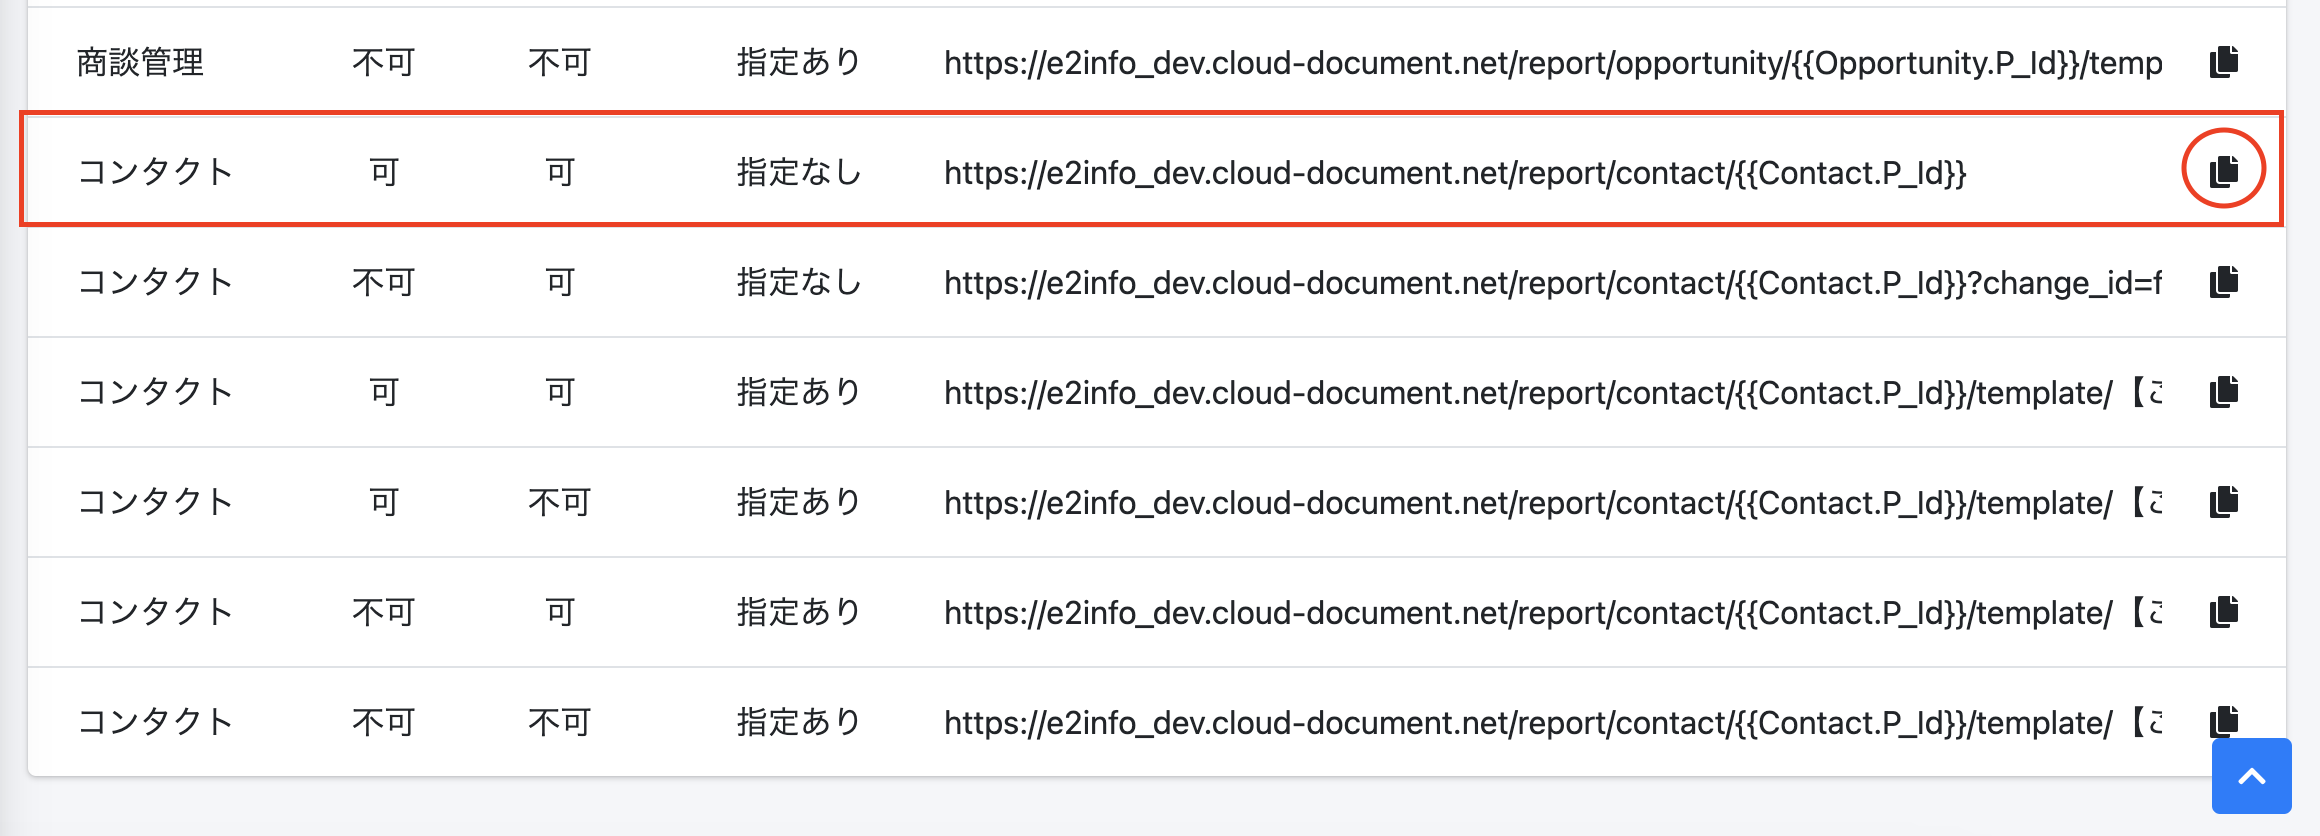 商談管理 不可 不可 指定あり https://e2info_dev.cloud-document.net/report/opportunity/{{Opportunity.P_Id}}/temp
コンタクト 可 可 指定なし https://e2info_dev.cloud-document.net/report/contact/{{Contact.P_Id}}
コンタクト 不可 可 指定なし https://e2info_dev.cloud-document.net/report/contact/{{Contact.P_Id}}?change_id=f
コンタクト 可 可 指定あり https://e2info_dev.cloud-document.net/report/contact/{{Contact.P_Id}}/template/【こ
コンタクト 可 不可 指定あり https://e2info_dev.cloud-document.net/report/contact/{{Contact.P_Id}}/template/【こ
コンタクト 不可 可 指定あり https://e2info_dev.cloud-document.net/report/contact/{{Contact.P_Id}}/template/【こ
コンタクト 不可 不可 指定あり https://e2info_dev.cloud-document.net/report/contact/{{Contact.P_Id}}/template/【こ